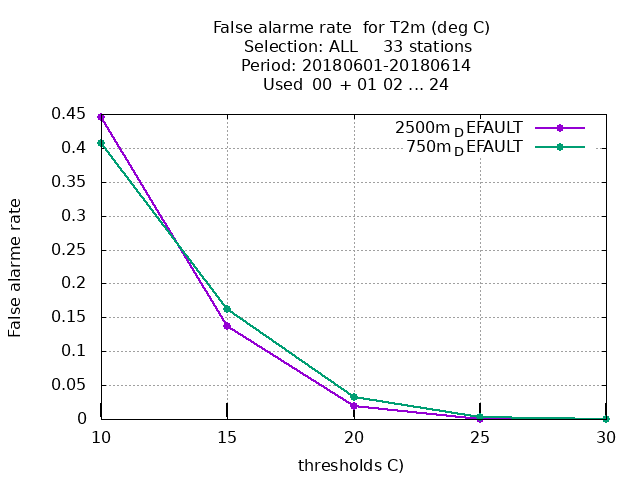 False alarme rate  for T2m (deg C)
Selection: ALL     33 stations
Period: 20180601-20180614
Used  00  + 01 02 ... 24
0.45
0.4
0.35
0.3
0.25
0.2
0.15
0.1
0.05
0
False alarme rate
2500mDEFAULT
750mDEFAULT
10 15 20 25 30
thresholds C)